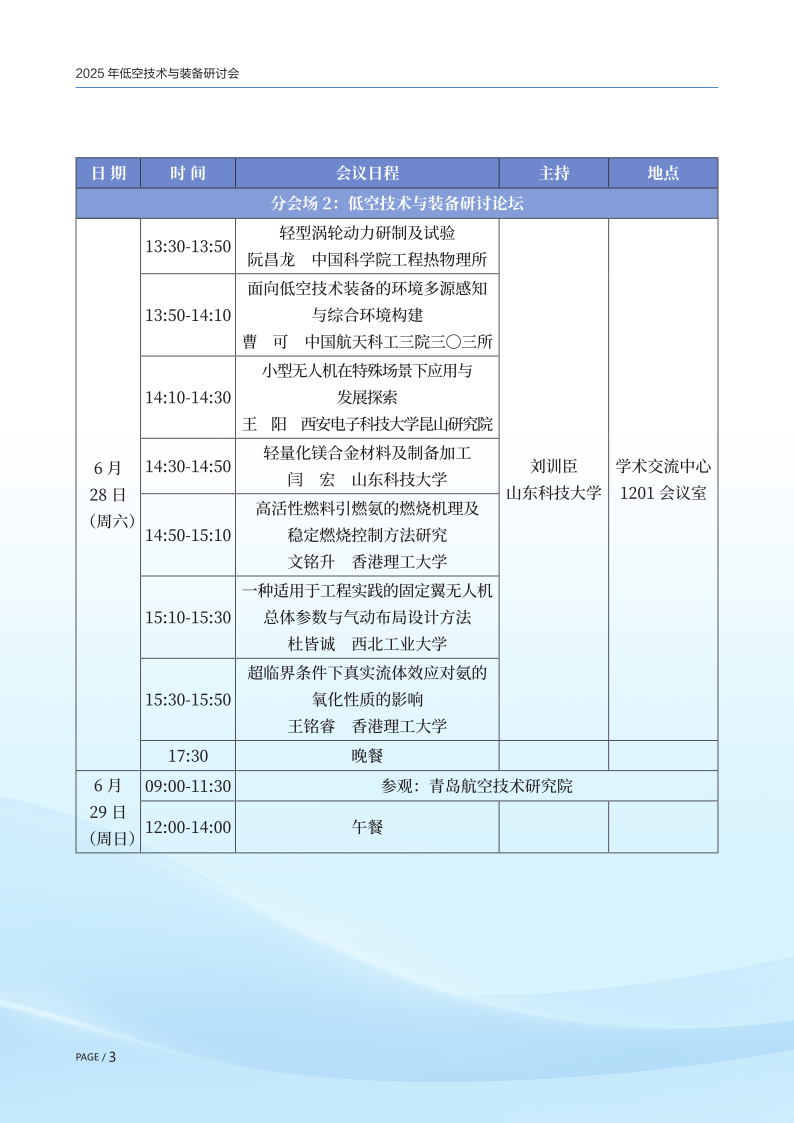 2025 年低空技术与装备研讨会
日 期 时 间 会议日程 主持 地点
分会场 2：低空技术与装备研讨论坛
6 月
28 日
（周六）
13:30-13:50
轻型涡轮动力研制及试验
阮昌龙 中国科学院工程热物理所
13:50-14:10
面向低空技术装备的环境多源感知
与综合环境构建
曹 可 中国航天科工三院三〇三所
14:10-14:30
小型无人机在特殊场景下应用与
发展探索
王 阳 西安电子科技大学昆山研究院
14:30-14:50
轻量化镁合金材料及制备加工
闫 宏 山东科技大学
14:50-15:10
高活性燃料引燃氨的燃烧机理及
稳定燃烧控制方法研究
文铭升 香港理工大学
15:10-15:30
一种适用于工程实践的固定翼无人机
总体参数与气动布局设计方法
杜皆诚 西北工业大学
15:30-15:50
超临界条件下真实流体效应对氨的
氧化性质的影响
王铭睿 香港理工大学
刘训臣
山东科技大学
学术交流中心
1201 会议室
17:30 晚餐
6 月
29 日
（周日）
09:00-11:30 参观：青岛航空技术研究院
12:00-14:00 午餐
PAGE / 3